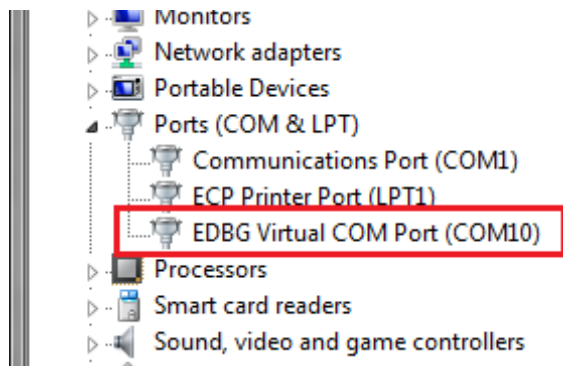 Monitors
Network adapters
Portable Devices
Ports (COM & LPT)
Communications Port (COM1)
ECP Printer Port (LPT1)
EDBG Virtual COM Port (COM10)
Processors
Smart card readers
Sound, video and game controllers